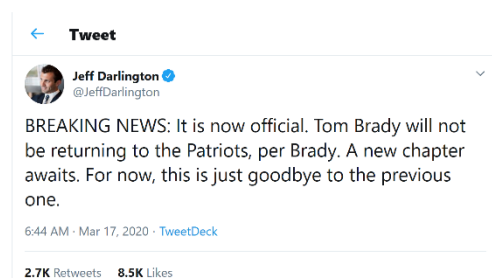 Tweet
Jeff Darlington
@JeffDarlington
BREAKING NEWS: It is now official. Tom Brady will not
be returning to the Patriots, per Brady. A new chapter
awaits. For now, this is just goodbye to the previous
one.
6:44 AM · Mar 17, 2020 · TweetDeck
2.7K Retweets 8.5K Likes